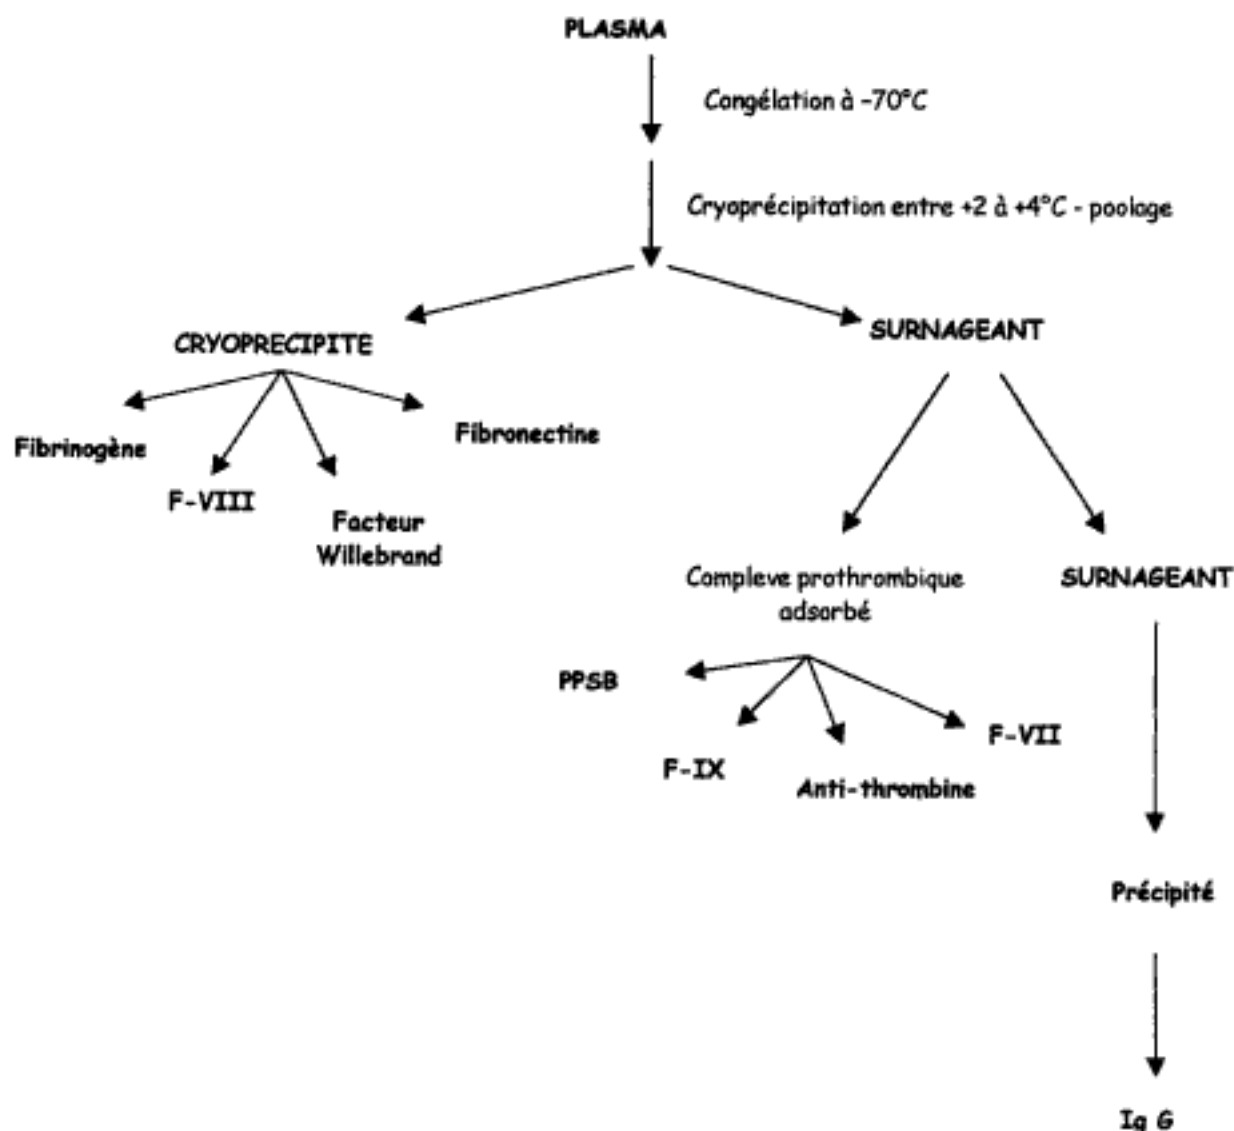 PLASMA
Congélation à -70°C
Cryoprécipitation entre +2 à +4°C - poolage
CRYOPRECIPITE
SURNAGEANT
Fibrinogène
F-VIII
Facteur
Willebrand
Fibronectine
Compleve prothrombique
adsorbé
SURNAGEANT
PPSB
F-IX
Anti-thrombine
F-VII
Précipité
Ig G